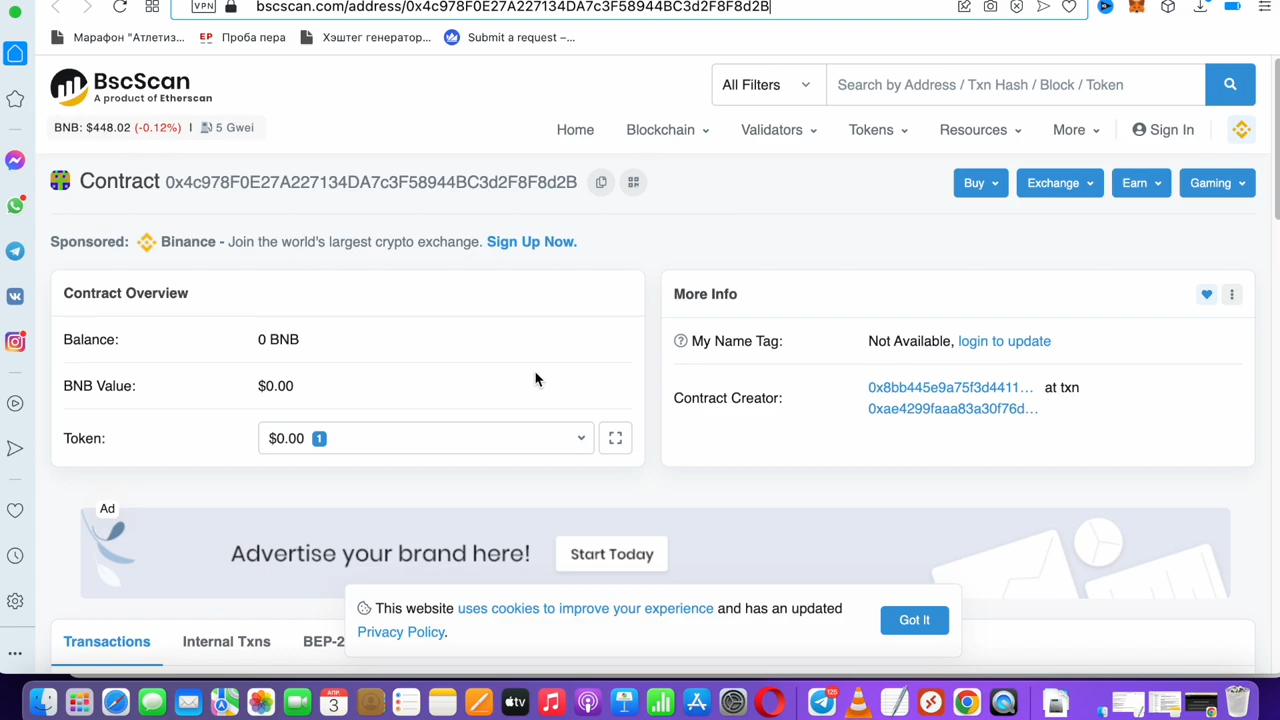 VPN
bscscan.com/address/0x4c978F0E27A227134DA7c3F58944BC3d2F8F8d2B
Марафон "Атлетиз...
EP Проба пера
Хэштег генератор...
Submit a request –...
BscScan
A product of Etherscan
All Filters
Search by Address / Txn Hash / Block / Token
BNB: $448.02 (-0.12%) | 5 Gwei
Home
Blockchain
Validators
Tokens
Resources
More
Sign In
Contract 0x4c978F0E27A227134DA7c3F58944BC3d2F8F8d2B
Buy
Exchange
Earn
Gaming
Sponsored: Binance - Join the world's largest crypto exchange. Sign Up Now.
Contract Overview
Balance: 0 BNB
BNB Value: $0.00
Token: $0.00 1
More Info
My Name Tag: Not Available, login to update
Contract Creator: 0x8bb445e9a75f3d4411... at txn
0xae4299faaa83a30f76d...
Ad
Advertise your brand here!
Start Today
This website uses cookies to improve your experience and has an updated
Privacy Policy.
Got It
Transactions
Internal Txns
BEP-2
АПР.
3
tv
125